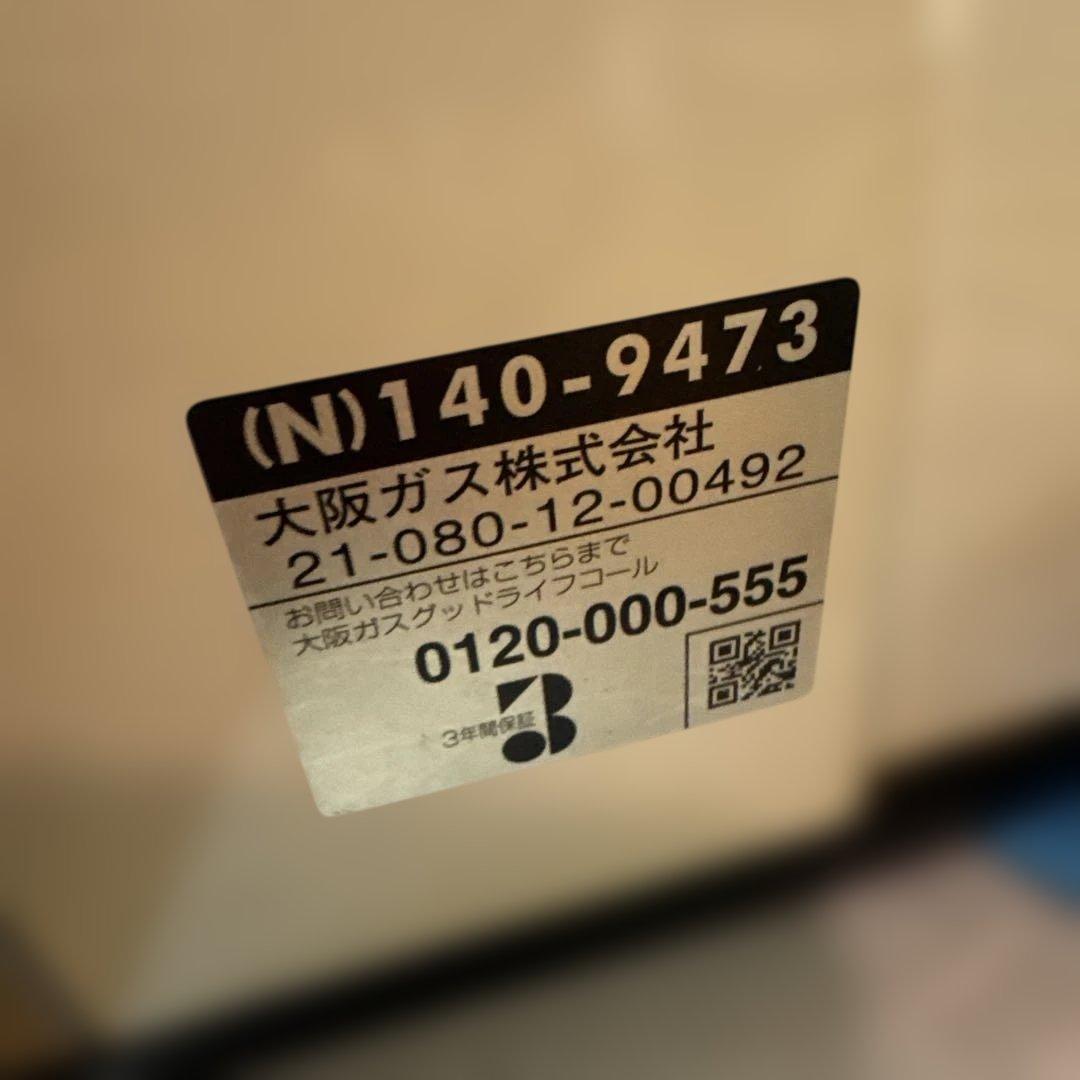 (N)140-9473
大阪ガス株式会社
21-080-12-00492
お問い合わせはこちらまで
大阪ガスグッドライフコール
0120-000-555
3年間保証
3